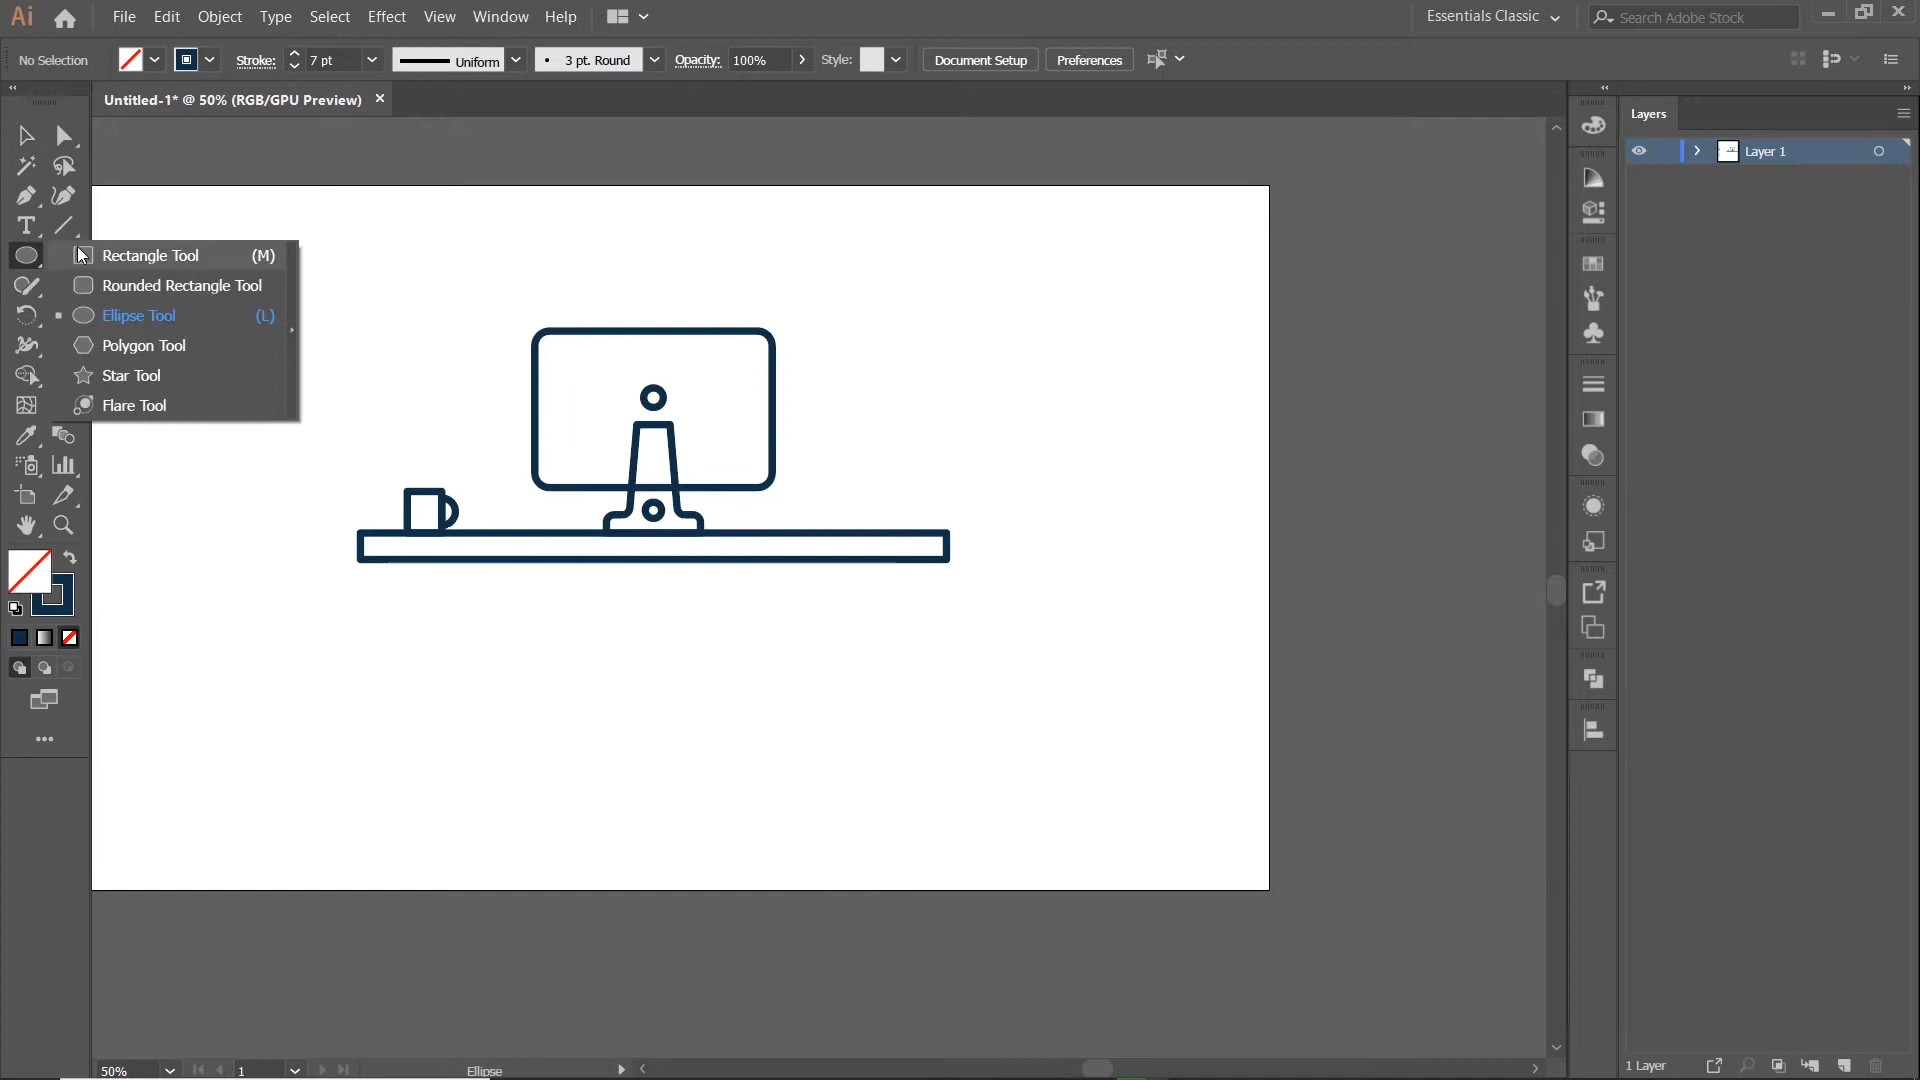 Ai File Edit Object Type Select Effect View Window Help Essentials Classic Search Adobe Stock
No Selection Stroke: 7 pt Uniform 3 pt. Round Opacity: 100% Style: Document Setup Preferences
Untitled-1* @ 50% (RGB/GPU Preview)
Layers
Layer 1
Rectangle Tool (M)
Rounded Rectangle Tool
Ellipse Tool (L)
Polygon Tool
Star Tool
Flare Tool
50% 1 Ellipse
1 Layer